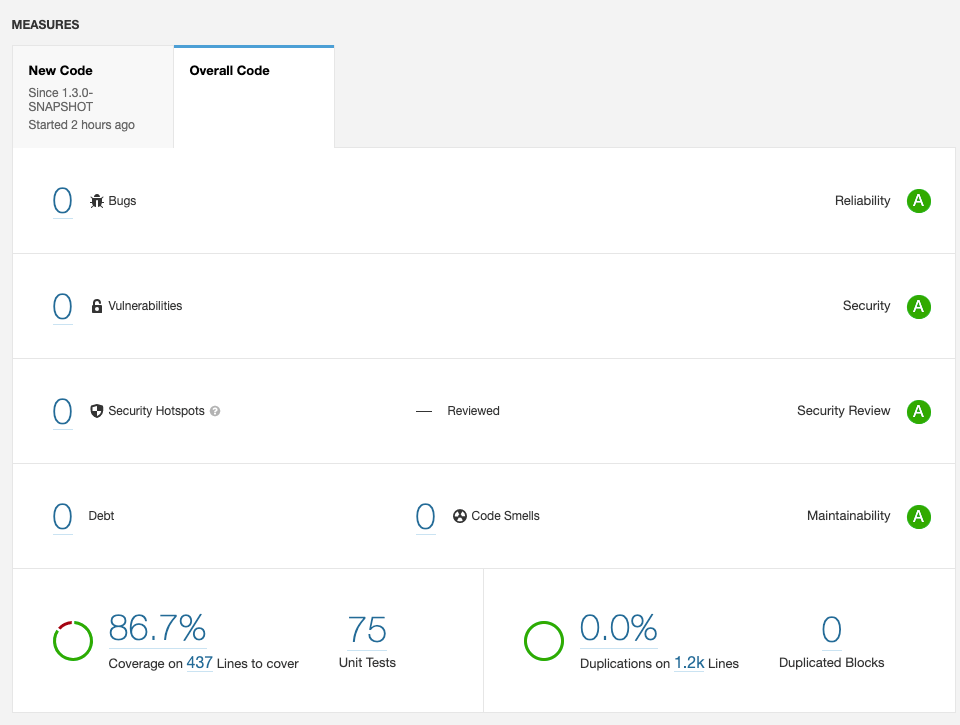 MEASURES
New Code
Since 1.3.0-
SNAPSHOT
Started 2 hours ago
Overall Code
0 Bugs Reliability A
0 Vulnerabilities Security A
0 Security Hotspots ? — Reviewed Security Review A
0 Debt 0 Code Smells Maintainability A
86.7%
Coverage on 437 Lines to cover
75
Unit Tests
0.0%
Duplications on 1.2k Lines
0
Duplicated Blocks